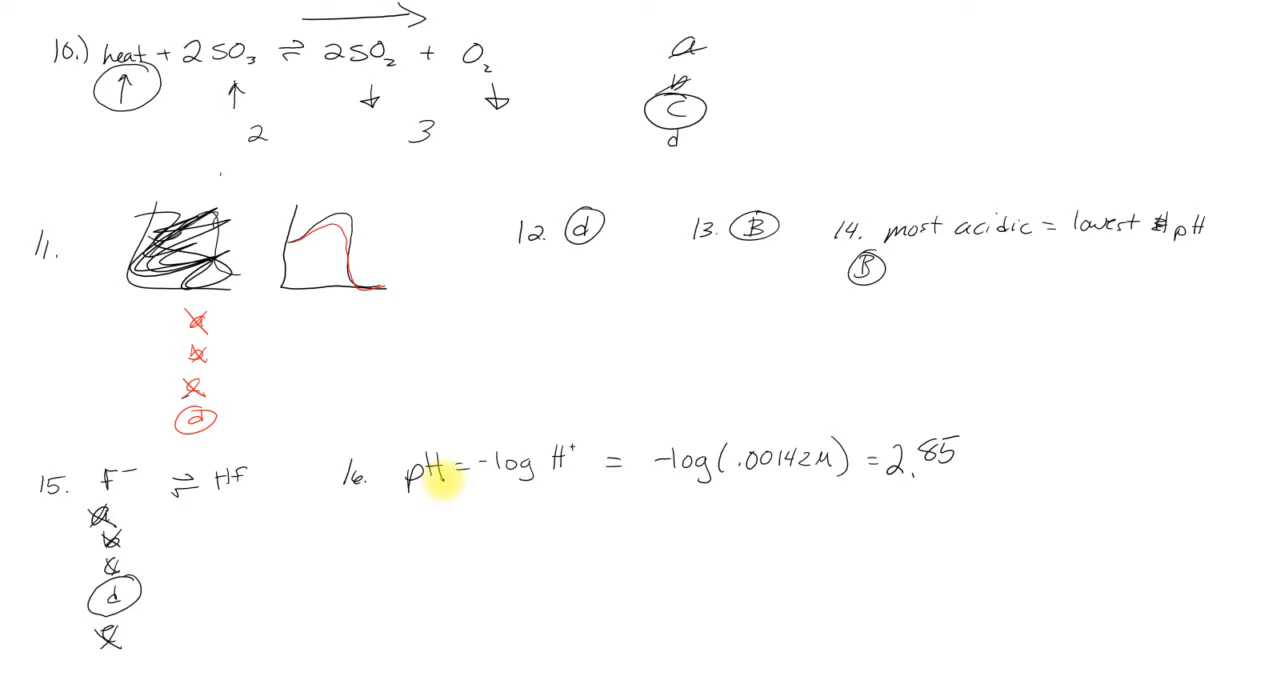 10.) heat + 2SO₃ ⇌ 2SO₂ + O₂
↑ ↑ ↓ ↓
2 3
a
b
c
d
11.
a
b
c
d
12. d
13. B
14. most acidic = lowest pH
B
15. F⁻ ⇌ HF
a
b
c
d
e
16. pH = -log H⁺ = -log(.00142M) = 2.85